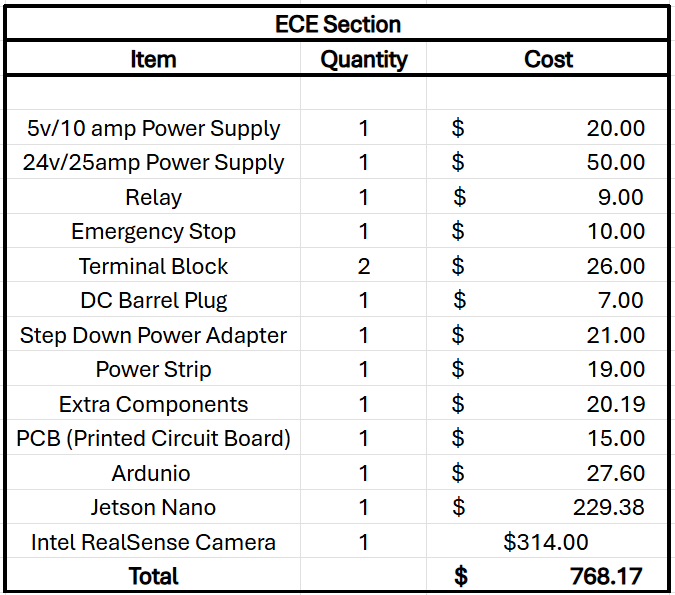 ECE Section
Item Quantity Cost
5v/10 amp Power Supply 1 $ 20.00
24v/25amp Power Supply 1 $ 50.00
Relay 1 $ 9.00
Emergency Stop 1 $ 10.00
Terminal Block 2 $ 26.00
DC Barrel Plug 1 $ 7.00
Step Down Power Adapter 1 $ 21.00
Power Strip 1 $ 19.00
Extra Components 1 $ 20.19
PCB (Printed Circuit Board) 1 $ 15.00
Ardunio 1 $ 27.60
Jetson Nano 1 $ 229.38
Intel RealSense Camera 1 $314.00
Total $ 768.17